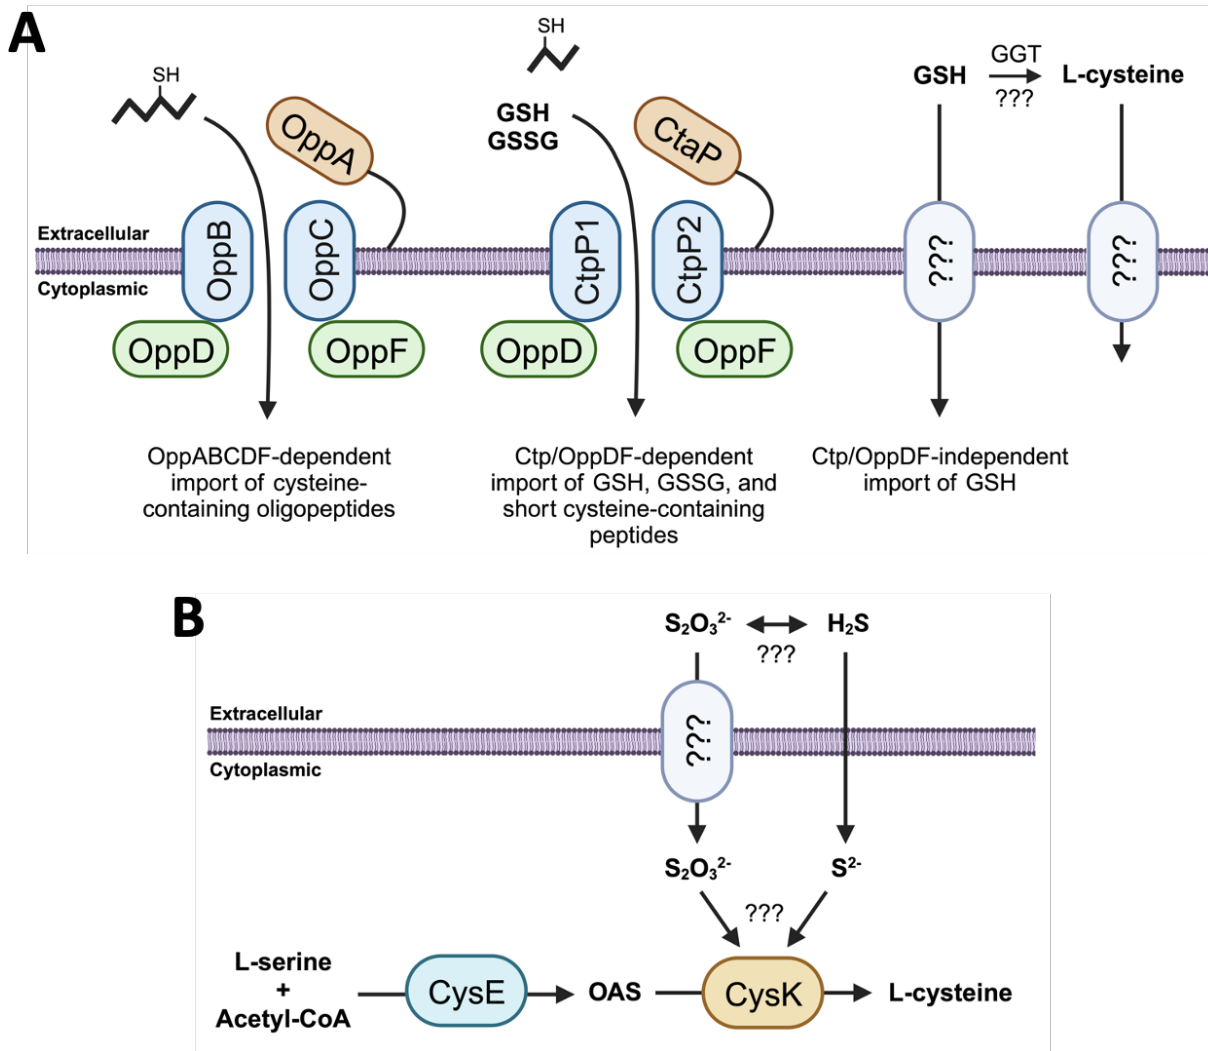 A
SH
OppA
OppB
OppC
OppD
OppF
Extracellular
Cytoplasmic
OppABCDF-dependent
import of cysteine-
containing oligopeptides
SH
GSH
GSSG
CtaP
CtpP1
CtpP2
OppD
OppF
Ctp/OppDF-dependent
import of GSH, GSSG, and
short cysteine-containing
peptides
GSH
GGT
???
L-cysteine
???
???
Ctp/OppDF-independent
import of GSH
B
S₂O₃²⁻
???
H₂S
Extracellular
Cytoplasmic
???
S₂O₃²⁻
S²⁻
???
L-serine
+
Acetyl-CoA
CysE
OAS
CysK
L-cysteine